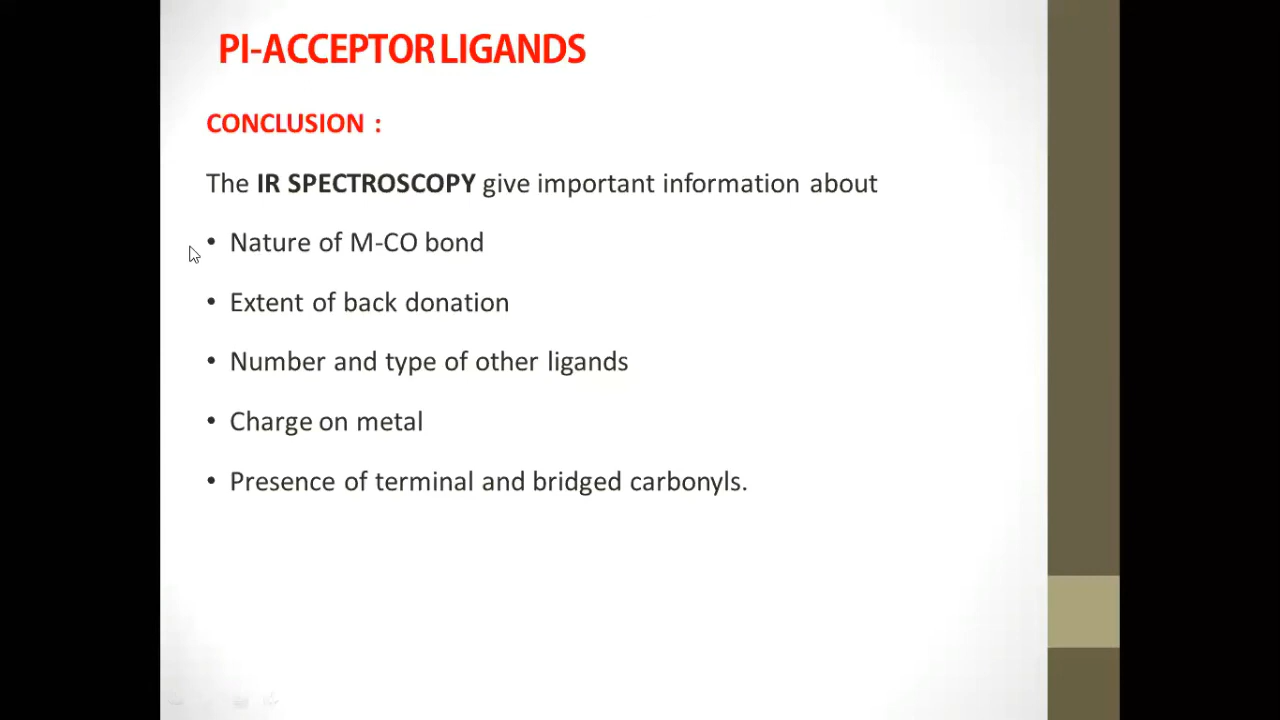 PI-ACCEPTOR LIGANDS
CONCLUSION :
The IR SPECTROSCOPY give important information about
• Nature of M-CO bond
• Extent of back donation
• Number and type of other ligands
• Charge on metal
• Presence of terminal and bridged carbonyls.